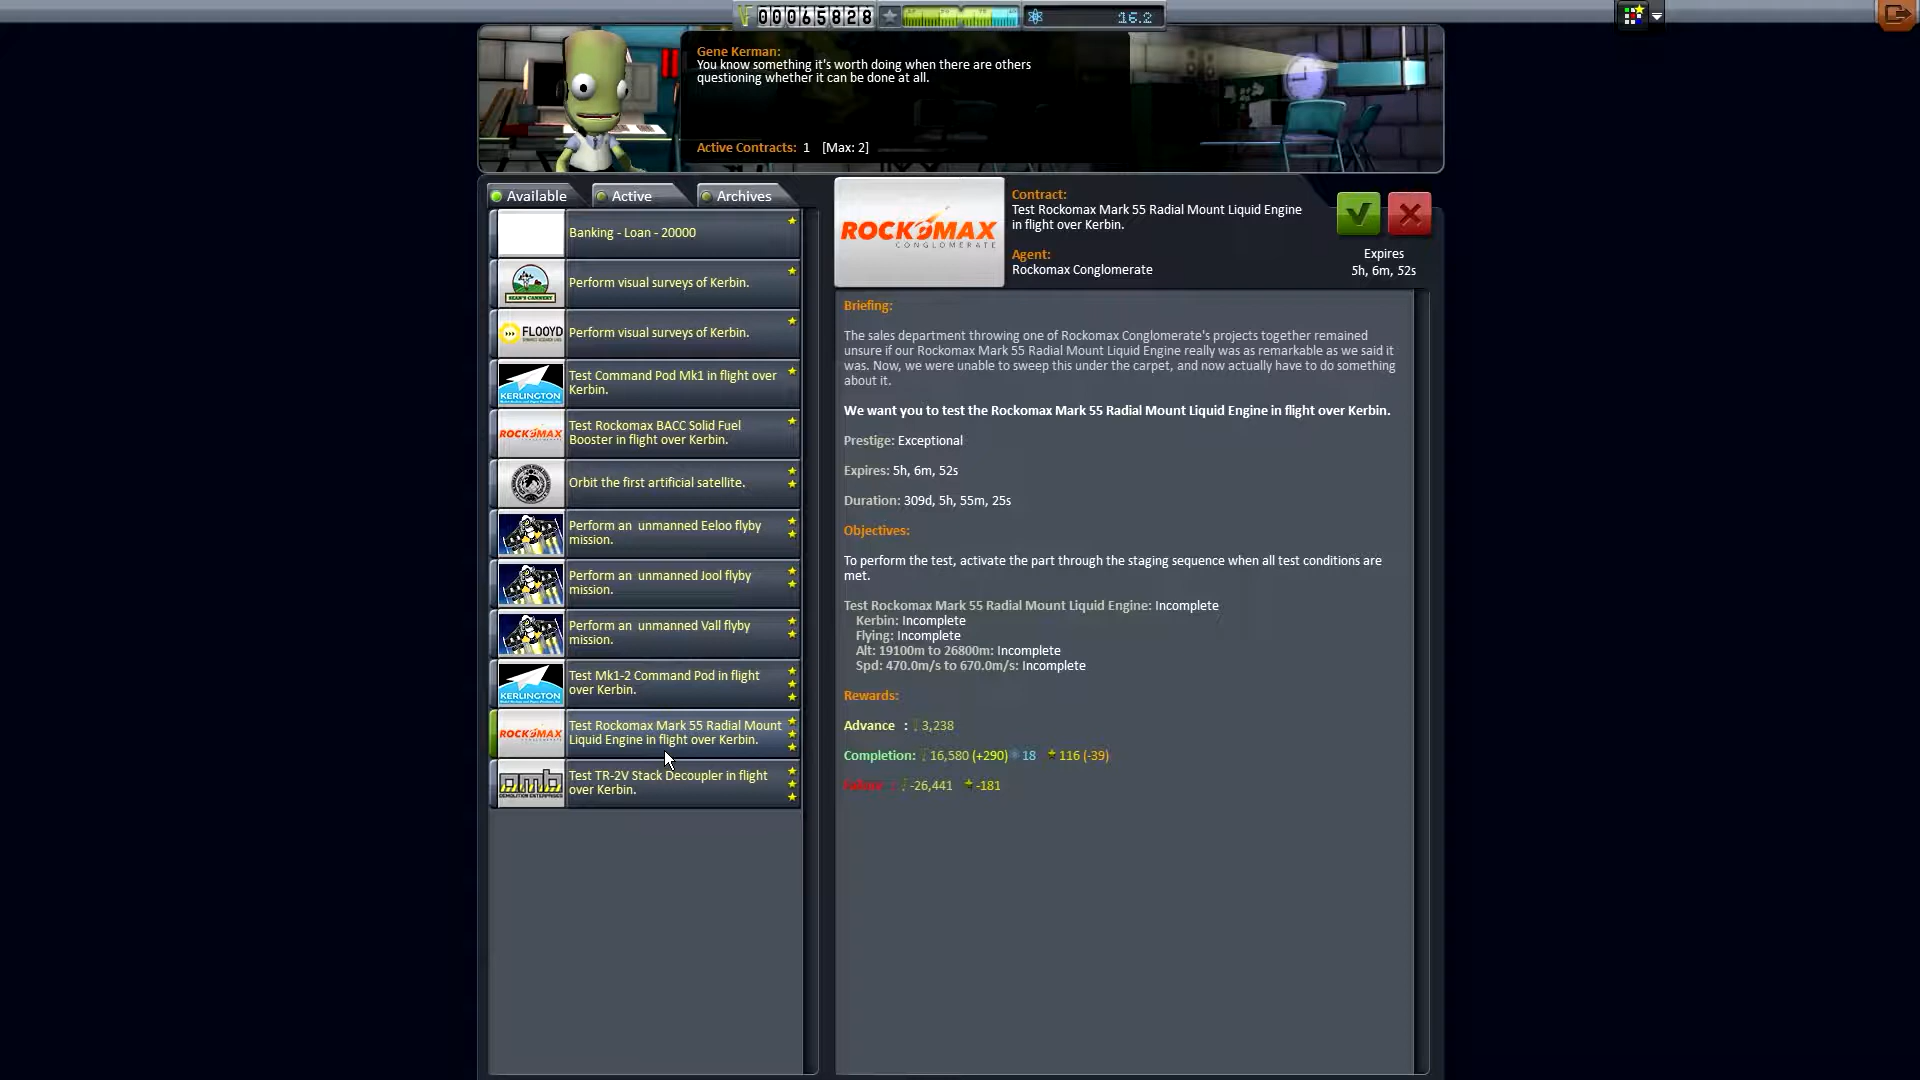 00065828
16.2
Gene Kerman:
You know something it's worth doing when there are others
questioning whether it can be done at all.
Active Contracts: 1 [Max: 2]
Available
Active
Archives
Banking - Loan - 20000
SEAN'S CANNERY
Perform visual surveys of Kerbin.
FLOOYD
Perform visual surveys of Kerbin.
KERLINGTON
Test Command Pod Mk1 in flight over
Kerbin.
ROCKOMAX
Test Rockomax BACC Solid Fuel
Booster in flight over Kerbin.
Orbit the first artificial satellite.
Perform an unmanned Eeloo flyby
mission.
Perform an unmanned Jool flyby
mission.
Perform an unmanned Vall flyby
mission.
KERLINGTON
Test Mk1-2 Command Pod in flight
over Kerbin.
ROCKOMAX
Test Rockomax Mark 55 Radial Mount
Liquid Engine in flight over Kerbin.
OMB
DEMOLITION ENTERPRISES
Test TR-2V Stack Decoupler in flight
over Kerbin.
ROCKOMAX
CONGLOMERATE
Contract:
Test Rockomax Mark 55 Radial Mount Liquid Engine
in flight over Kerbin.
Agent:
Rockomax Conglomerate
Expires
5h, 6m, 52s
Briefing:
The sales department throwing one of Rockomax Conglomerate's projects together remained
unsure if our Rockomax Mark 55 Radial Mount Liquid Engine really was as remarkable as we said it
was. Now, we were unable to sweep this under the carpet, and now actually have to do something
about it.
We want you to test the Rockomax Mark 55 Radial Mount Liquid Engine in flight over Kerbin.
Prestige: Exceptional
Expires: 5h, 6m, 52s
Duration: 309d, 5h, 55m, 25s
Objectives:
To perform the test, activate the part through the staging sequence when all test conditions are
met.
Test Rockomax Mark 55 Radial Mount Liquid Engine: Incomplete
Kerbin: Incomplete
Flying: Incomplete
Alt: 19100m to 26800m: Incomplete
Spd: 470.0m/s to 670.0m/s: Incomplete
Rewards:
Advance : 3,238
Completion: 16,580 (+290) 18 116 (-39)
Failure : -26,441 -181